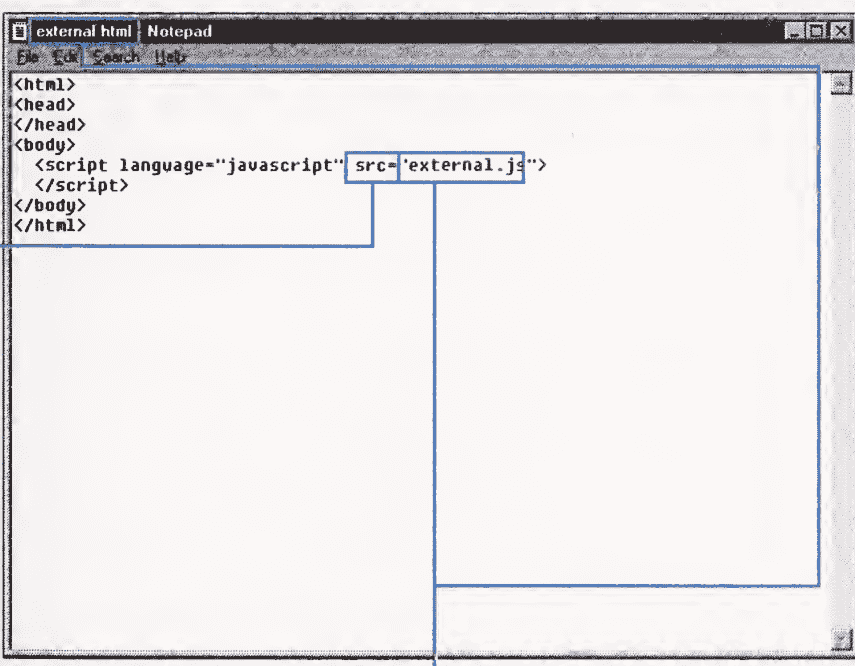 external html Notepad
File Edit Search Help
<html>
<head>
</head>
<body>
<script language="javascript" src="external.js">
</script>
</body>
</html>